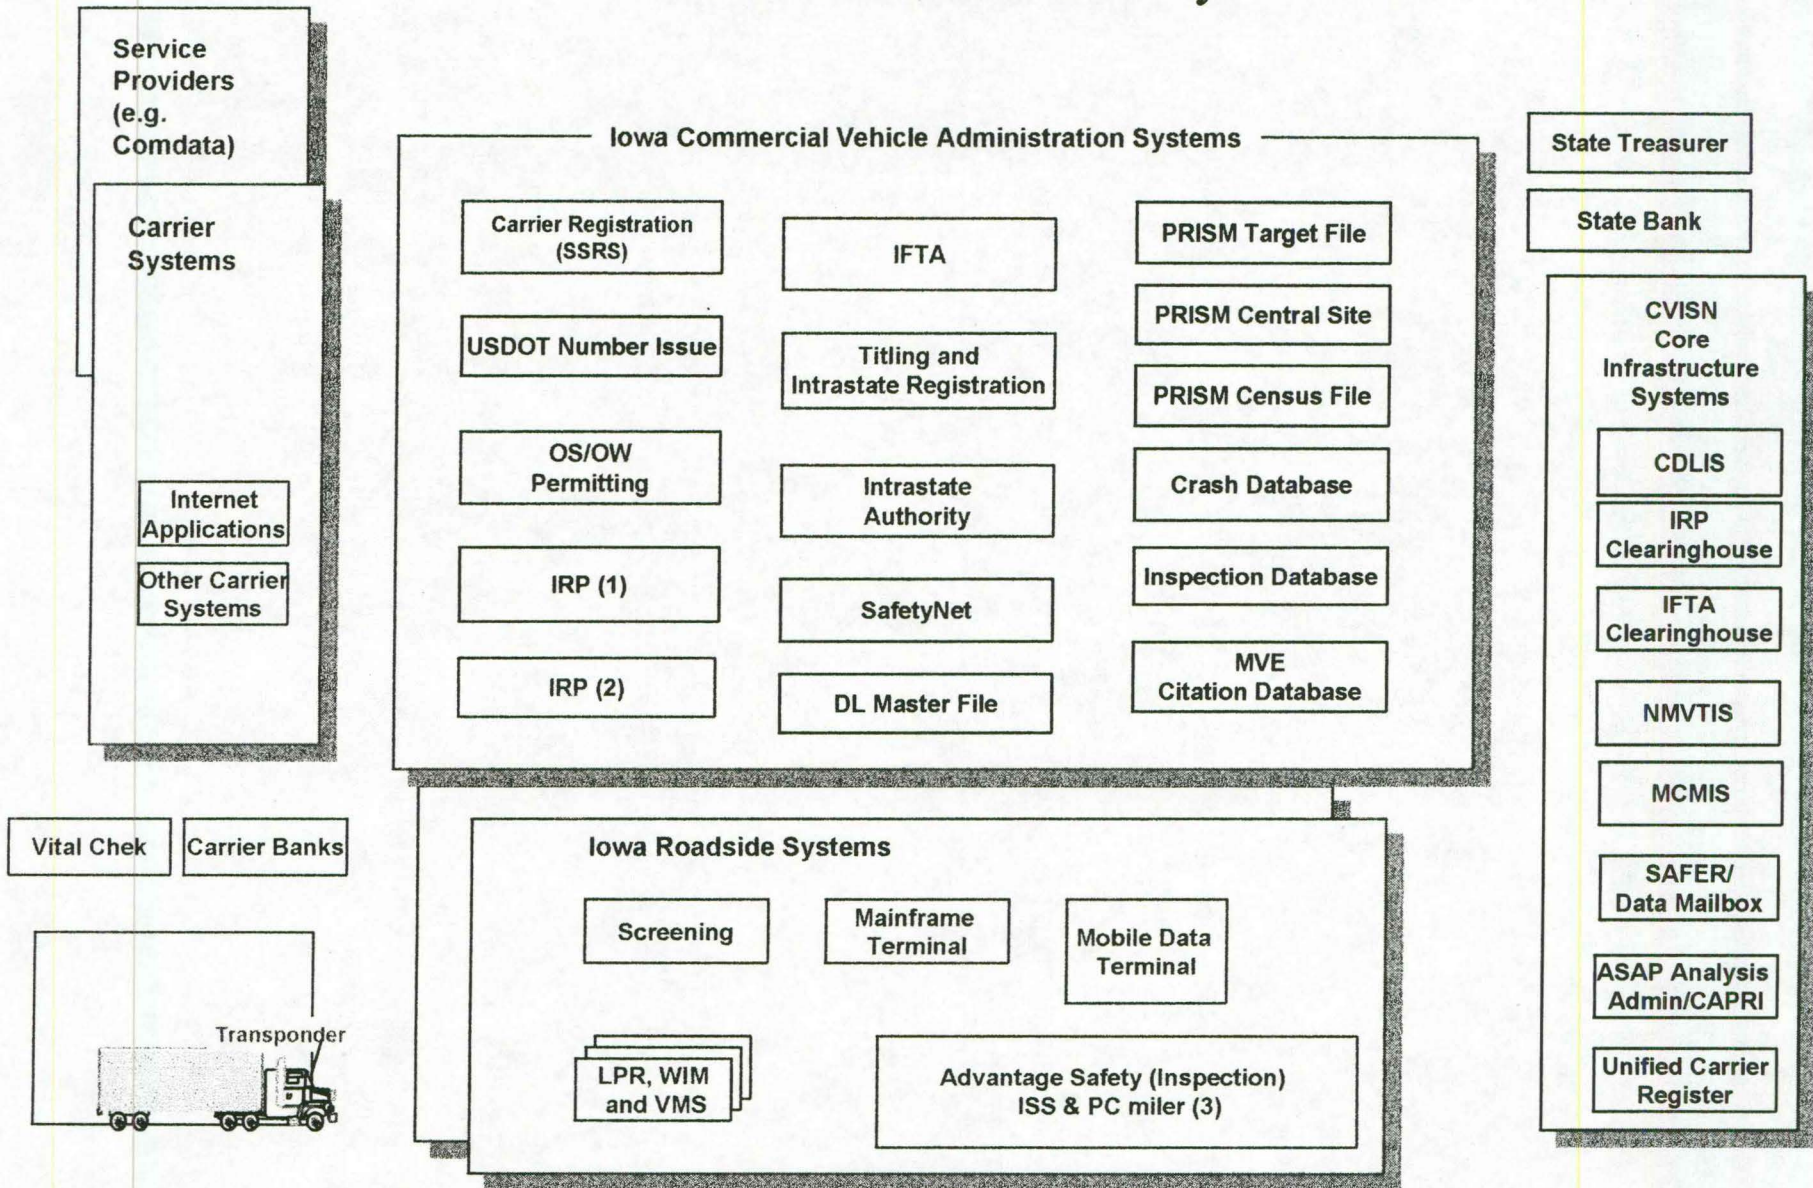 Service
Providers
(e.g.
Comdata)
Carrier
Systems
Internet
Applications
Other Carrier
Systems
Vital Chek
Carrier Banks
Transponder
Iowa Commercial Vehicle Administration Systems
Carrier Registration
(SSRS)
USDOT Number Issue
OS/OW
Permitting
IRP (1)
IRP (2)
IFTA
Titling and
Intrastate Registration
Intrastate
Authority
SafetyNet
DL Master File
PRISM Target File
PRISM Central Site
PRISM Census File
Crash Database
Inspection Database
MVE
Citation Database
Iowa Roadside Systems
Screening
Mainframe
Terminal
Mobile Data
Terminal
LPR, WIM
and VMS
Advantage Safety (Inspection)
ISS & PC miler (3)
State Treasurer
State Bank
CVISN
Core
Infrastructure
Systems
CDLIS
IRP
Clearinghouse
IFTA
Clearinghouse
NMVTIS
MCMIS
SAFER/
Data Mailbox
ASAP Analysis
Admin/CAPRI
Unified Carrier
Register